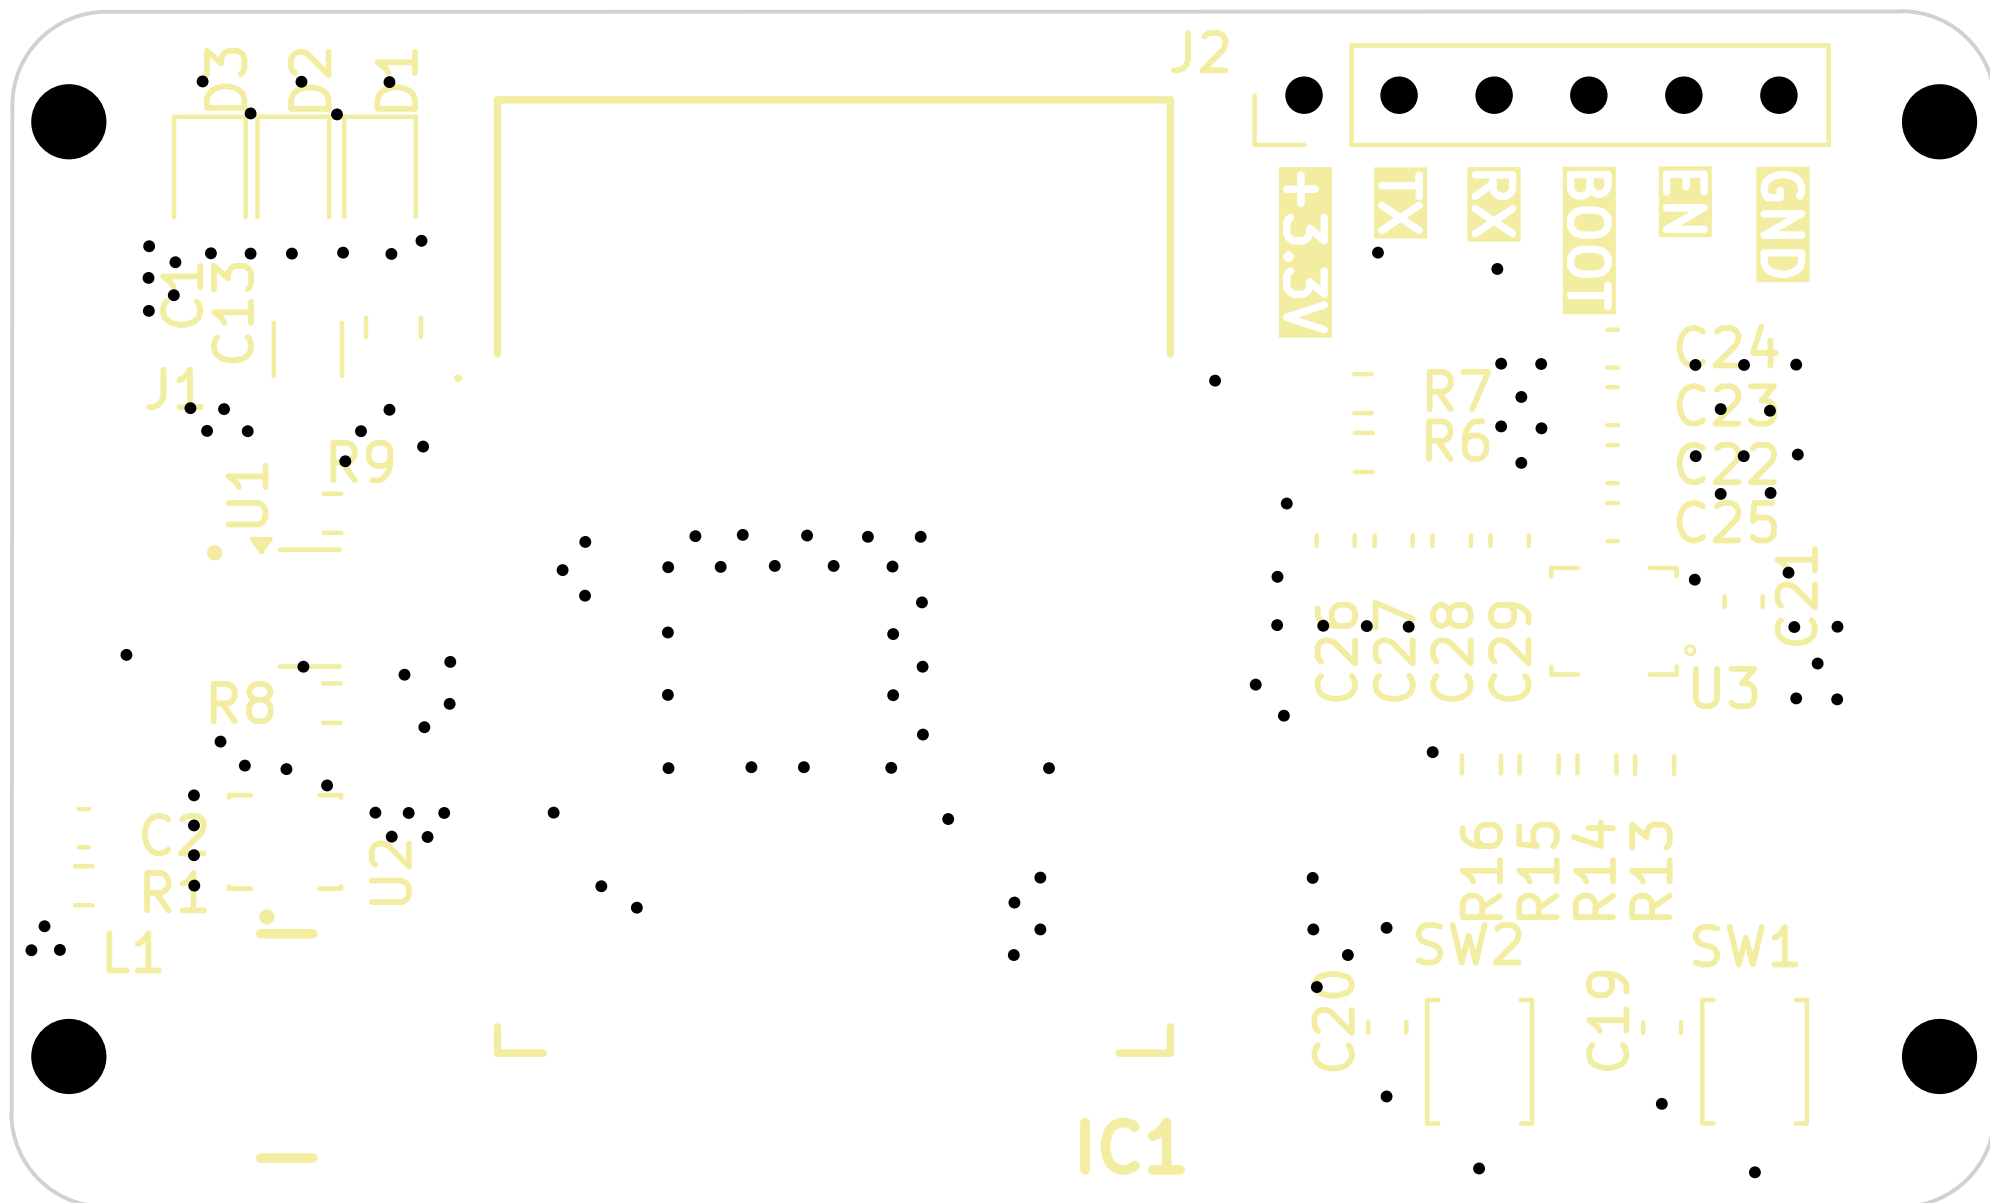 D3
D2
D1
J2
+3.3V
TX
RX
BOOT
EN
GND
C1
C13
J1
R9
U1
C24
R7
C23
R6
C22
C25
C21
C26
C27
C28
C29
U3
R8
C2
U2
R1
L1
R16
R15
R14
R13
SW2
SW1
C20
C19
IC1